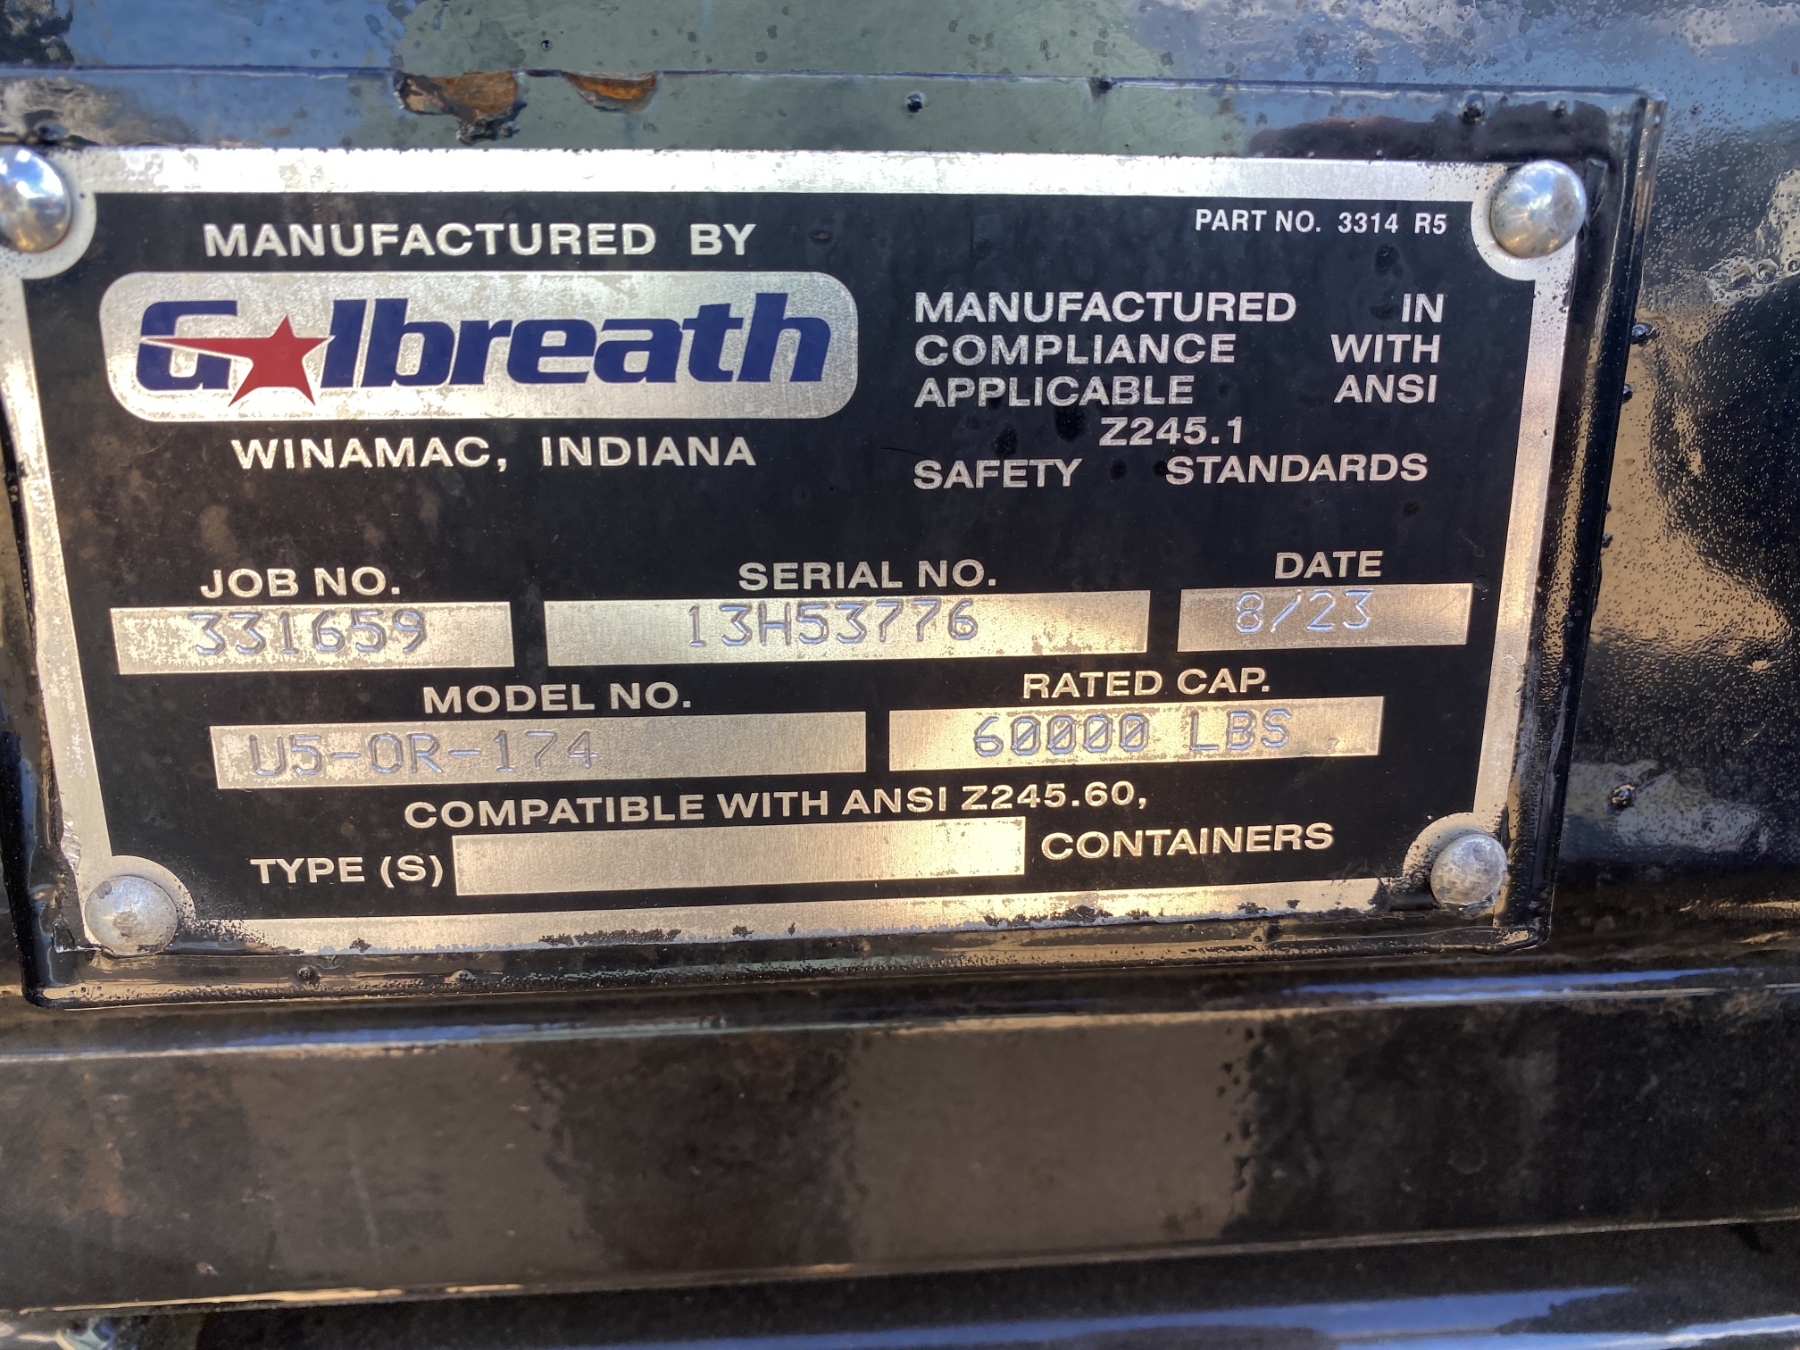 PART NO. 3314 R5
MANUFACTURED BY
Galbreath
WINAMAC, INDIANA
MANUFACTURED IN
COMPLIANCE WITH
APPLICABLE ANSI
Z245.1
SAFETY STANDARDS
JOB NO. SERIAL NO. DATE
331659 13H53776 8/23
MODEL NO. RATED CAP.
U5-OR-174 60000 LBS
COMPATIBLE WITH ANSI Z245.60,
TYPE (S) CONTAINERS